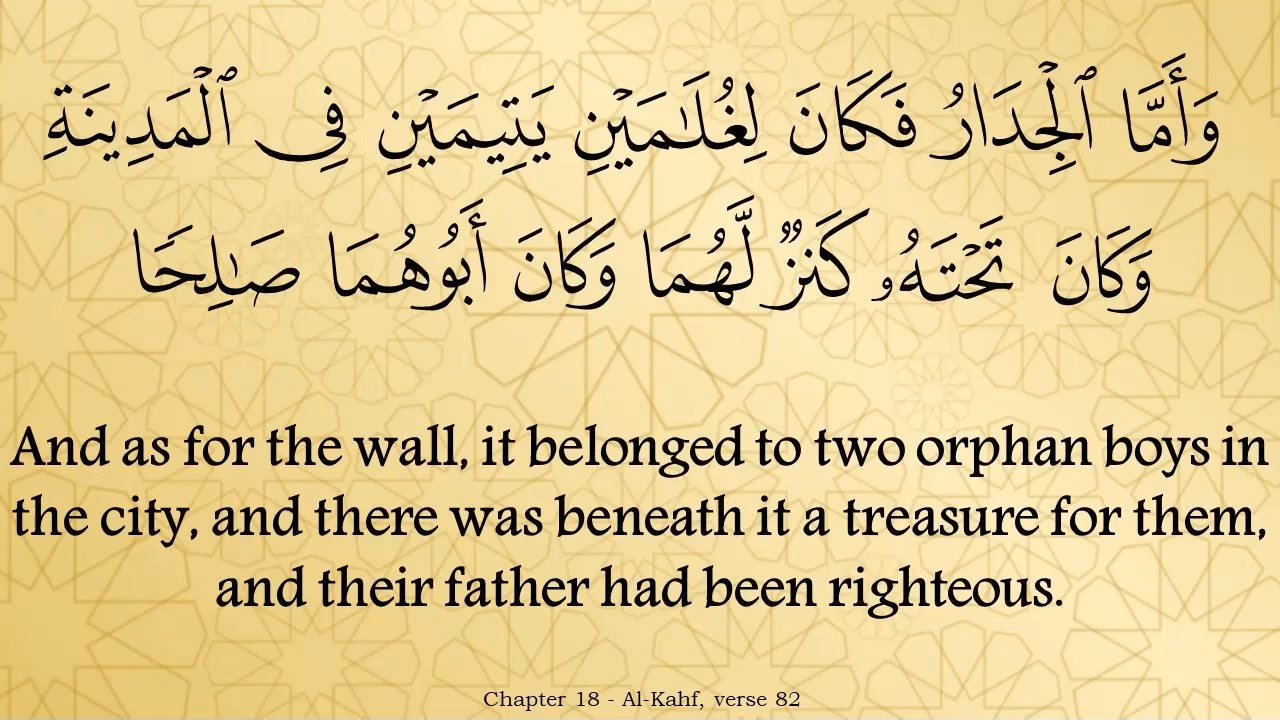 وَأَمَّا ٱلْجِدَارُ فَكَانَ لِغُلَـٰمَيْنِ يَتِيمَيْنِ فِى ٱلْمَدِينَةِ
وَكَانَ تَحْتَهُۥ كَنزٌ لَّهُمَا وَكَانَ أَبُوهُمَا صَـٰلِحًا
And as for the wall, it belonged to two orphan boys in
the city, and there was beneath it a treasure for them,
and their father had been righteous.
Chapter 18 - Al-Kahf, verse 82